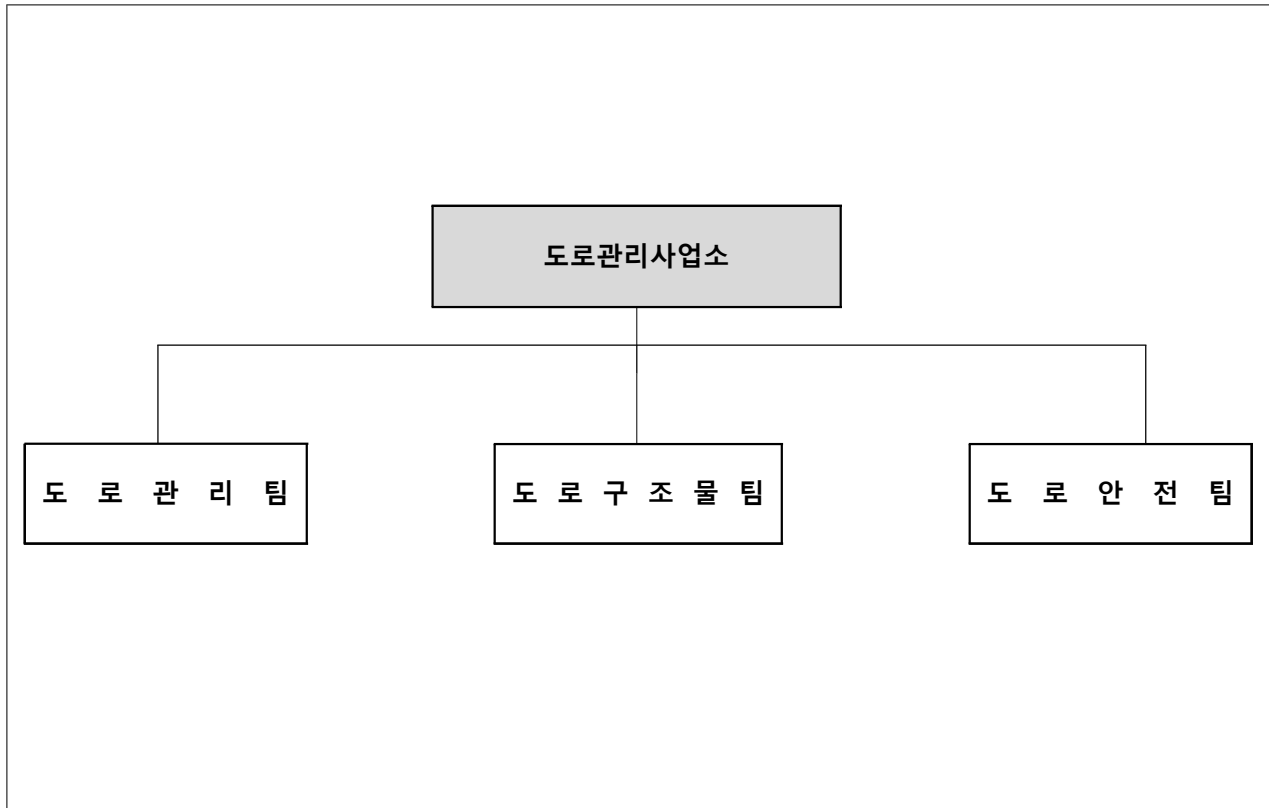 도로관리사업소
도 로 관 리 팀
도 로 구 조 물 팀
도 로 안 전 팀